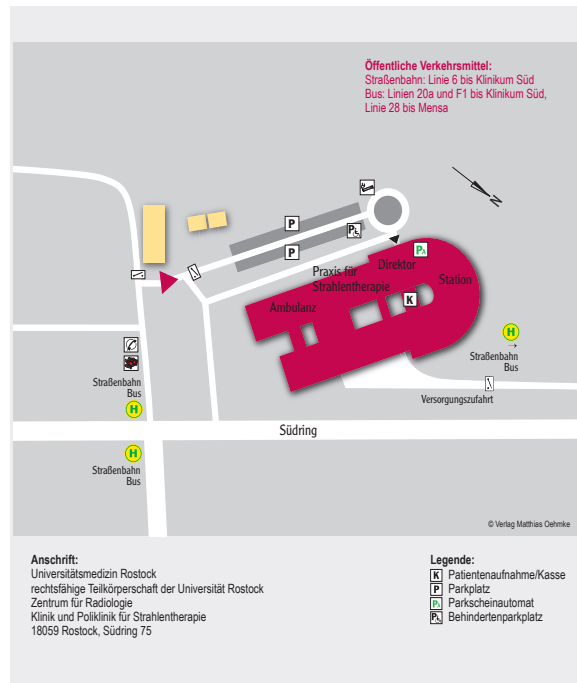 Öffentliche Verkehrsmittel:
Straßenbahn: Linie 6 bis Klinikum Süd
Bus: Linien 20a und F1 bis Klinikum Süd,
Linie 28 bis Mensa
N
P
P
PA
Direktor
Praxis für
Strahlentherapie
Station
Ambulanz
K
H
→
Straßenbahn
Bus
Versorgungszufahrt
Straßenbahn
Bus
H
Südring
H
Straßenbahn
Bus
© Verlag Matthias Oehmke
Anschrift:
Universitätsmedizin Rostock
rechtsfähige Teilkörperschaft der Universität Rostock
Zentrum für Radiologie
Klinik und Poliklinik für Strahlentherapie
18059 Rostock, Südring 75
Legende:
K Patientenaufnahme/Kasse
P Parkplatz
PA Parkscheinautomat
P Behindertenparkplatz